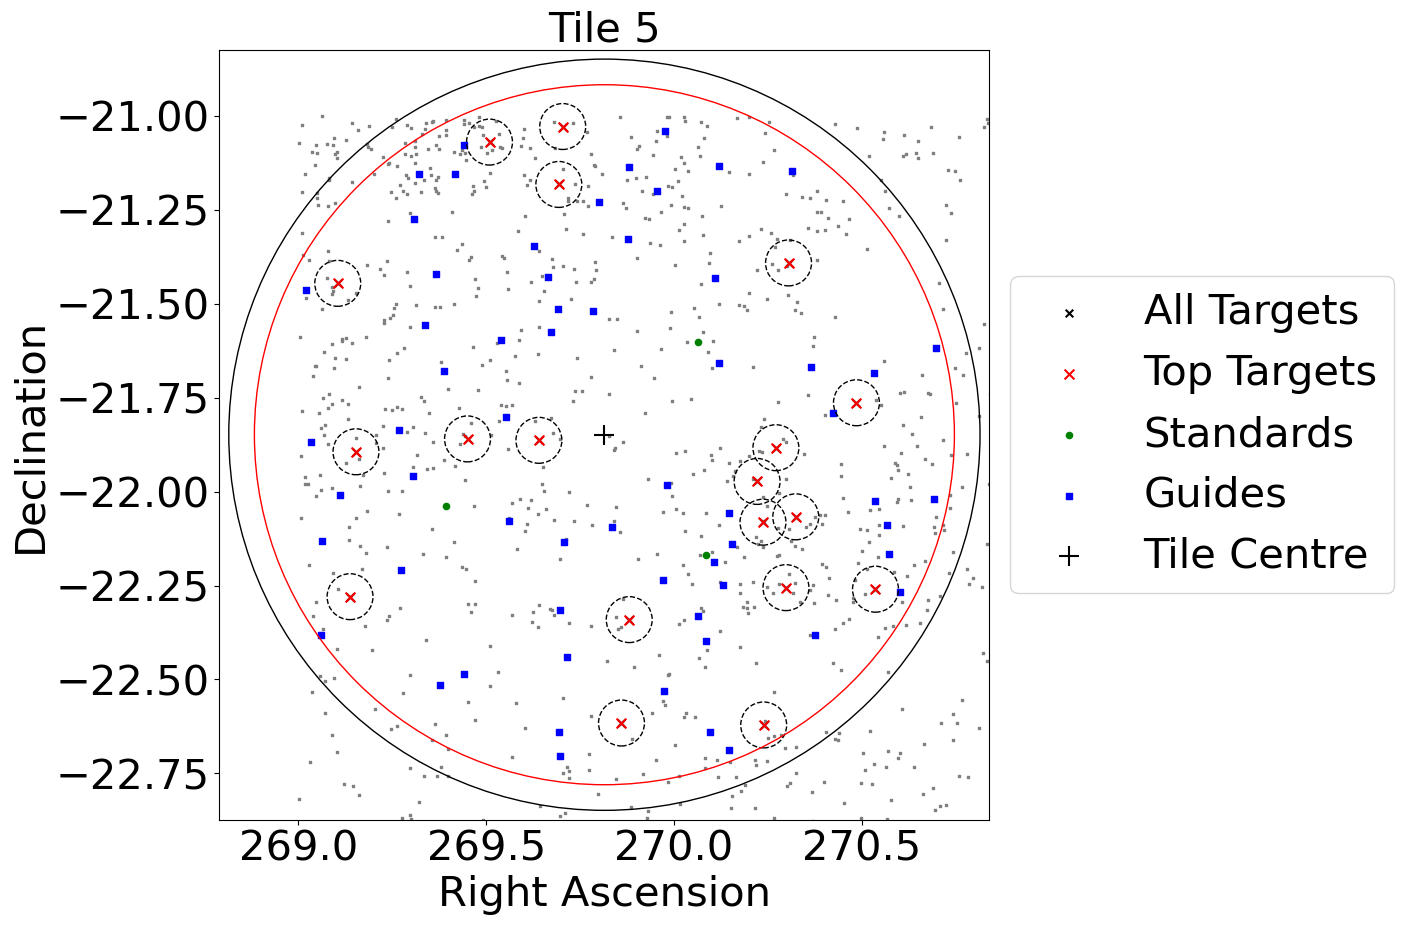 Tile 5
−21.00
−21.25
−21.50
−21.75
−22.00
−22.25
−22.50
−22.75
Declination
269.0 269.5 270.0 270.5
Right Ascension
All Targets
Top Targets
Standards
Guides
Tile Centre